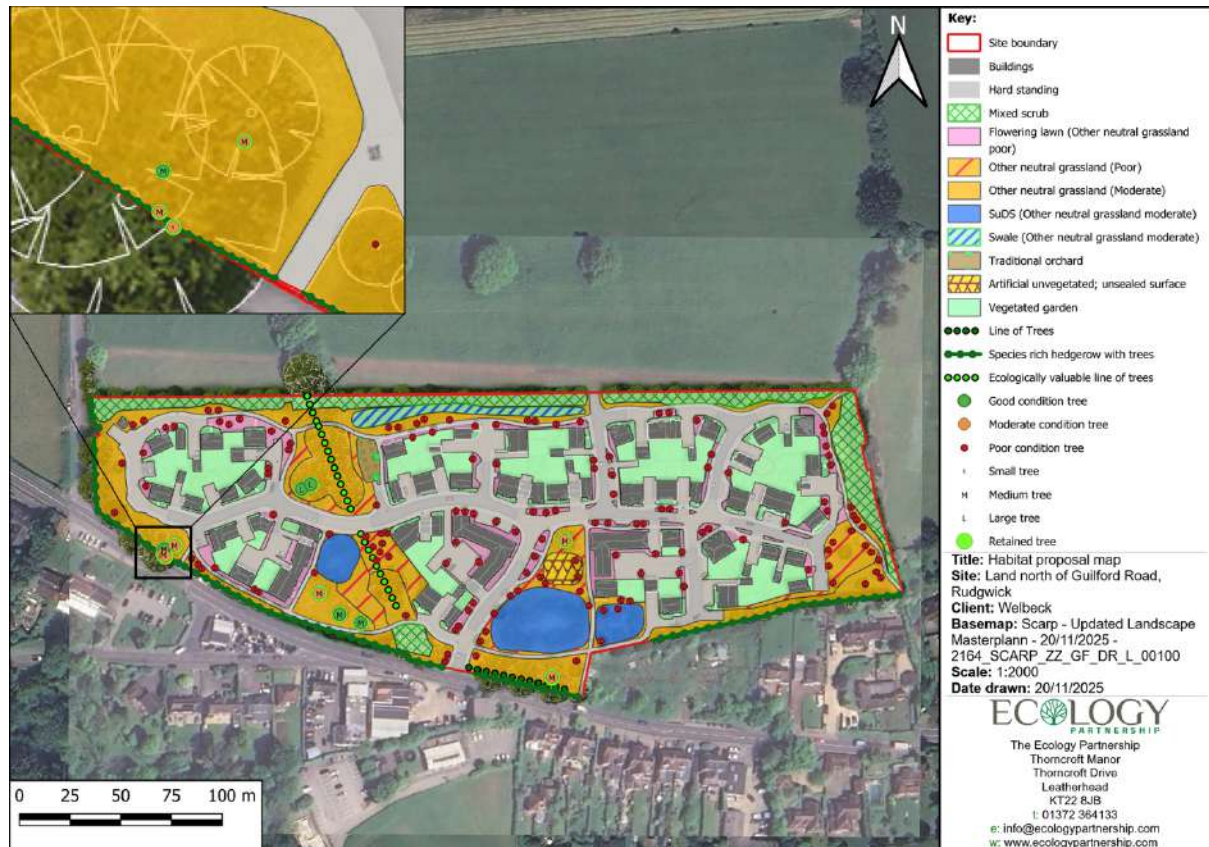 N
Key:
Site boundary
Buildings
Hard standing
Mixed scrub
Flowering lawn (Other neutral grassland
poor)
Other neutral grassland (Poor)
Other neutral grassland (Moderate)
SuDS (Other neutral grassland moderate)
Swale (Other neutral grassland moderate)
Traditional orchard
Artificial unvegetated; unsealed surface
Vegetated garden
Line of Trees
Species rich hedgerow with trees
Ecologically valuable line of trees
Good condition tree
Moderate condition tree
Poor condition tree
Small tree
M Medium tree
L Large tree
Retained tree
Title: Habitat proposal map
Site: Land north of Guilford Road,
Rudgwick
Client: Welbeck
Basemap: Scarp - Updated Landscape
Masterplann - 20/11/2025 -
2164_SCARP_ZZ_GF_DR_L_00100
Scale: 1:2000
Date drawn: 20/11/2025
ECOLOGY
PARTNERSHIP
The Ecology Partnership
Thorncroft Manor
Thorncroft Drive
Leatherhead
KT22 8JB
t: 01372 364133
e: info@ecologypartnership.com
w: www.ecologypartnership.com
M
M
M
L L
M
M
M
M
M
M M
M
0 25 50 75 100 m